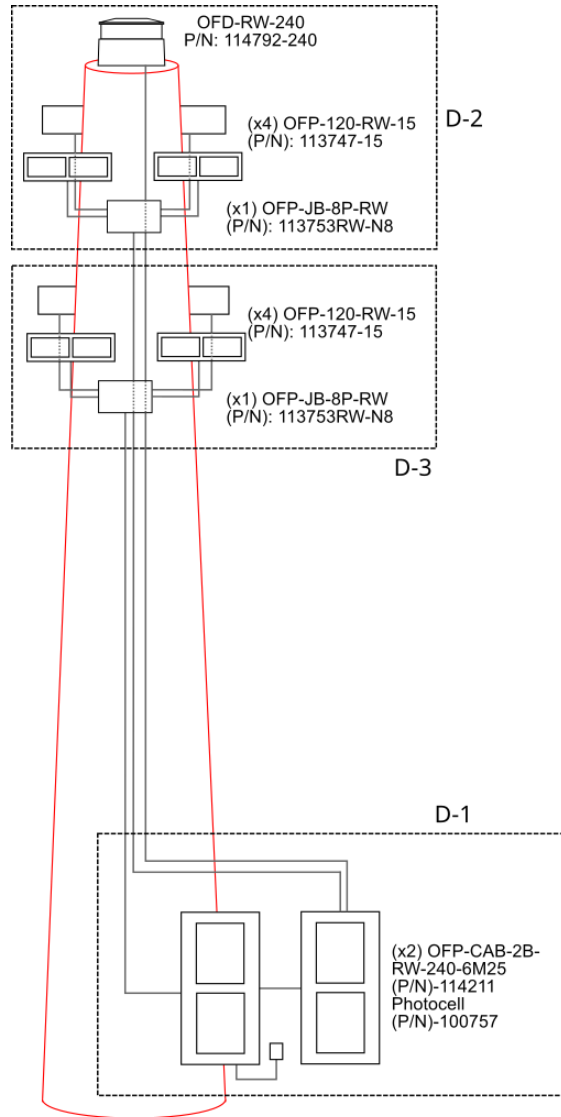 OFD-RW-240
P/N: 114792-240
D-2
(x4) OFP-120-RW-15
(P/N): 113747-15
(x1) OFP-JB-8P-RW
(P/N): 113753RW-N8
(x4) OFP-120-RW-15
(P/N): 113747-15
(x1) OFP-JB-8P-RW
(P/N): 113753RW-N8
D-3
D-1
(x2) OFP-CAB-2B-
RW-240-6M25
(P/N)-114211
Photocell
(P/N)-100757